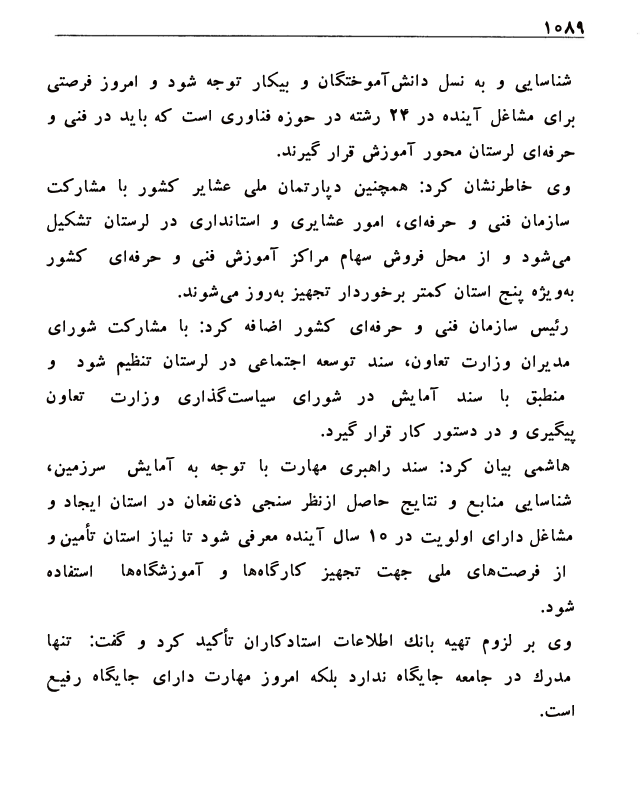 ۱۰۸۹
شناسایی و به نسل دانش‌آموختگان و بیکار توجه شود و امروز فرصتی
برای مشاغل آینده در ۲۴ رشته در حوزه فناوری است که باید در فنی و
حرفه‌ای لرستان محور آموزش قرار گیرند.
وی خاطرنشان کرد: همچنین دپارتمان ملی عشایر کشور با مشارکت
سازمان فنی و حرفه‌ای، امور عشایری و استانداری در لرستان تشکیل
می‌شود و از محل فروش سهام مراکز آموزش فنی و حرفه‌ای کشور
به‌ویژه پنج استان کمتر برخوردار تجهیز به‌روز می‌شوند.
رئیس سازمان فنی و حرفه‌ای کشور اضافه کرد: با مشارکت شورای
مدیران وزارت تعاون، سند توسعه اجتماعی در لرستان تنظیم شود و
منطبق با سند آمایش در شورای سیاست‌گذاری وزارت تعاون
پیگیری و در دستور کار قرار گیرد.
هاشمی بیان کرد: سند راهبری مهارت با توجه به آمایش سرزمین،
شناسایی منابع و نتایج حاصل ازنظر سنجی ذی‌نفعان در استان ایجاد و
مشاغل دارای اولویت در ۱۰ سال آینده معرفی شود تا نیاز استان تأمین و
از فرصت‌های ملی جهت تجهیز کارگاه‌ها و آموزشگاه‌ها استفاده
شود.
وی بر لزوم تهیه بانك اطلاعات استادکاران تأکید کرد و گفت: تنها
مدرك در جامعه جایگاه ندارد بلکه امروز مهارت دارای جایگاه رفیع
است.